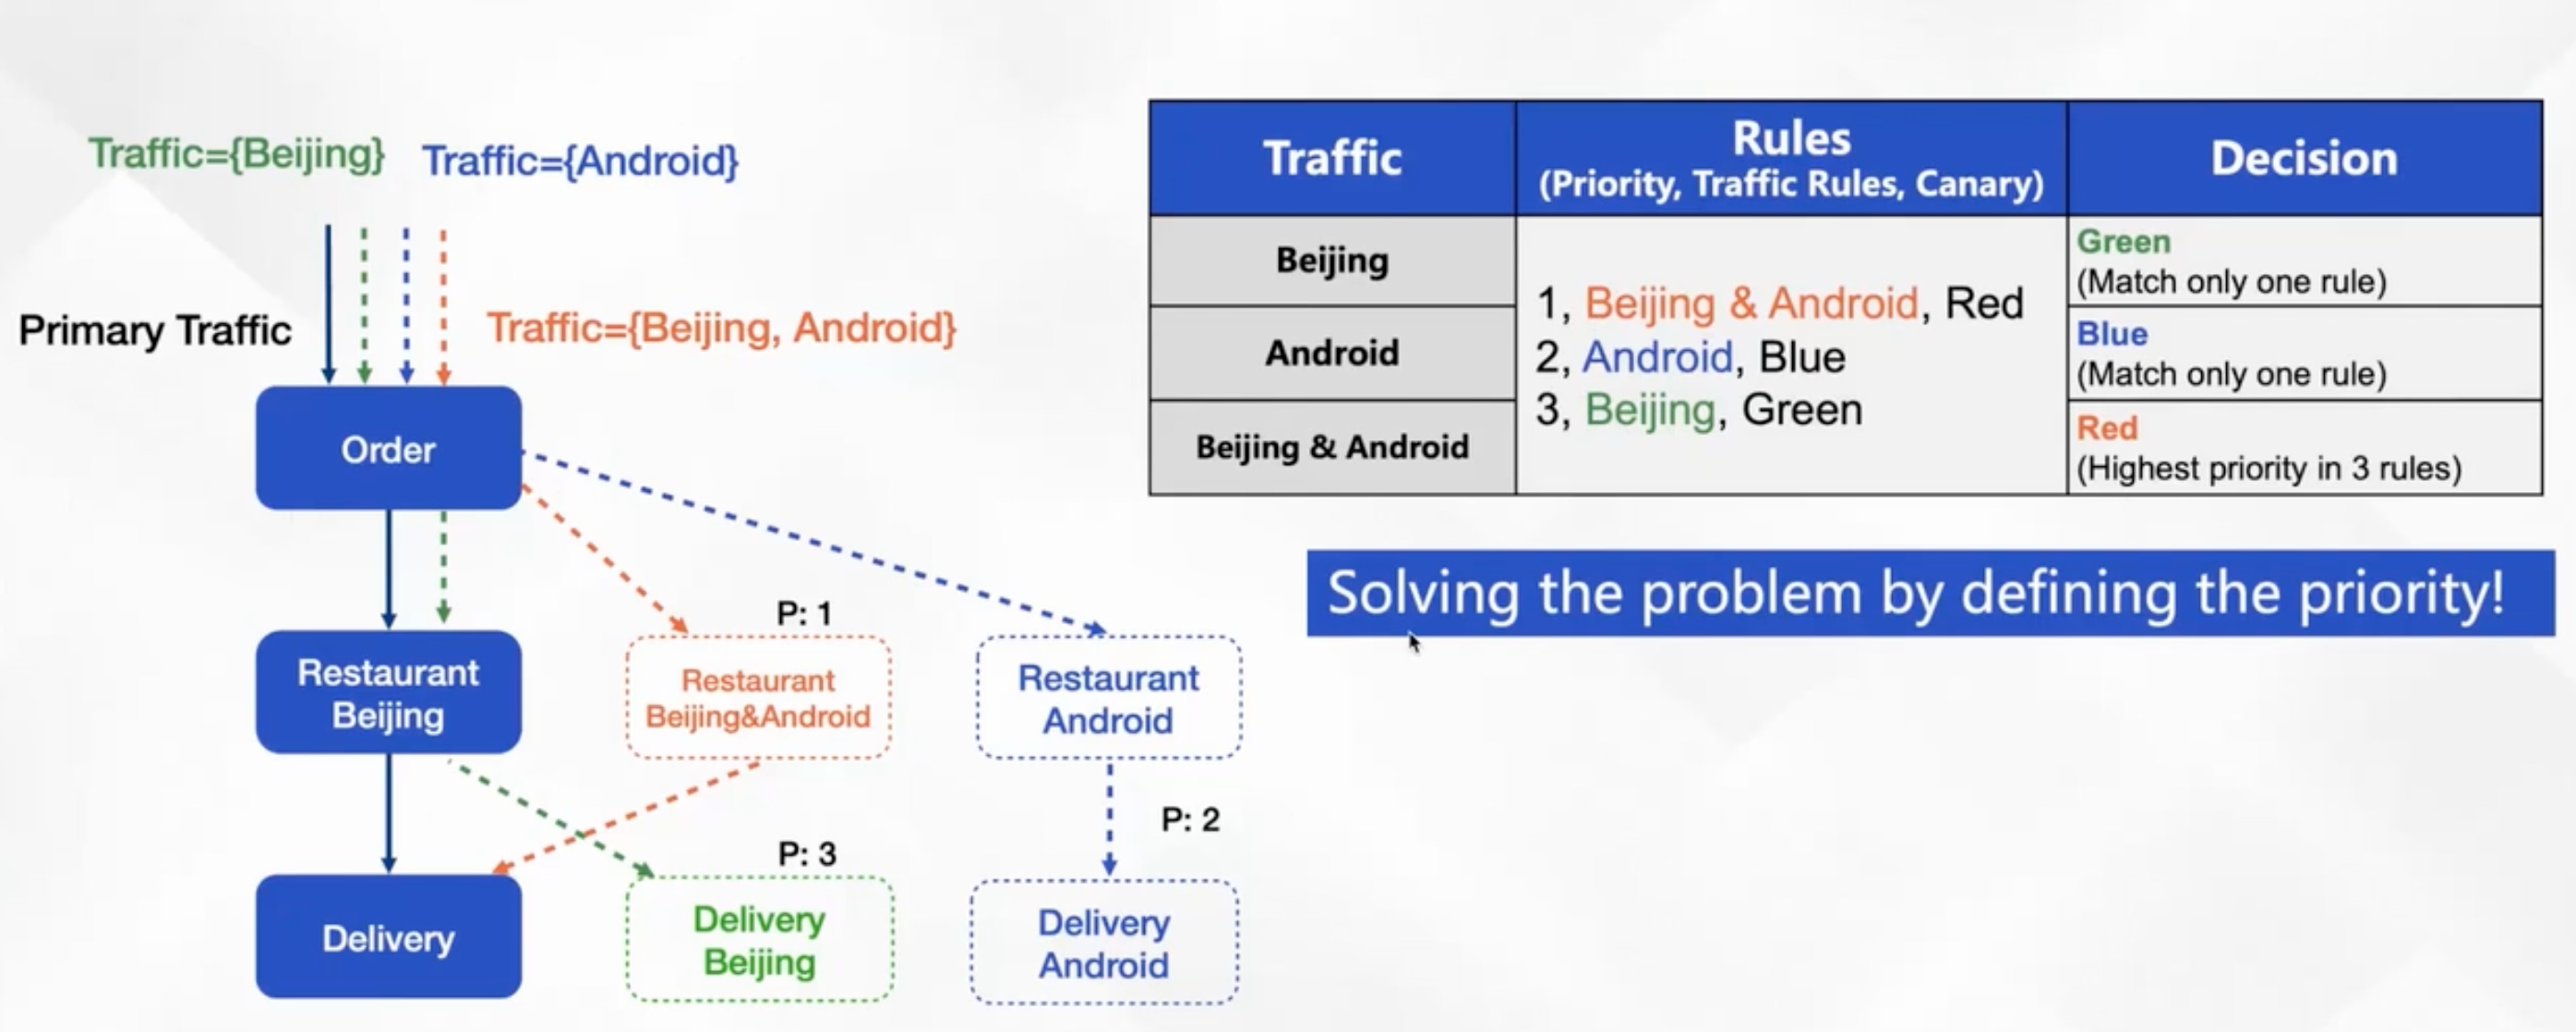 Traffic={Beijing}
Traffic={Android}
Primary Traffic
Traffic={Beijing, Android}
Order
Restaurant
Beijing
P: 1
Restaurant
Beijing&Android
Restaurant
Android
P: 2
Delivery
P: 3
Delivery
Beijing
Delivery
Android
Traffic
Rules
(Priority, Traffic Rules, Canary)
Decision
Beijing
Android
Beijing & Android
1, Beijing & Android, Red
2, Android, Blue
3, Beijing, Green
Green
(Match only one rule)
Blue
(Match only one rule)
Red
(Highest priority in 3 rules)
Solving the problem by defining the priority!